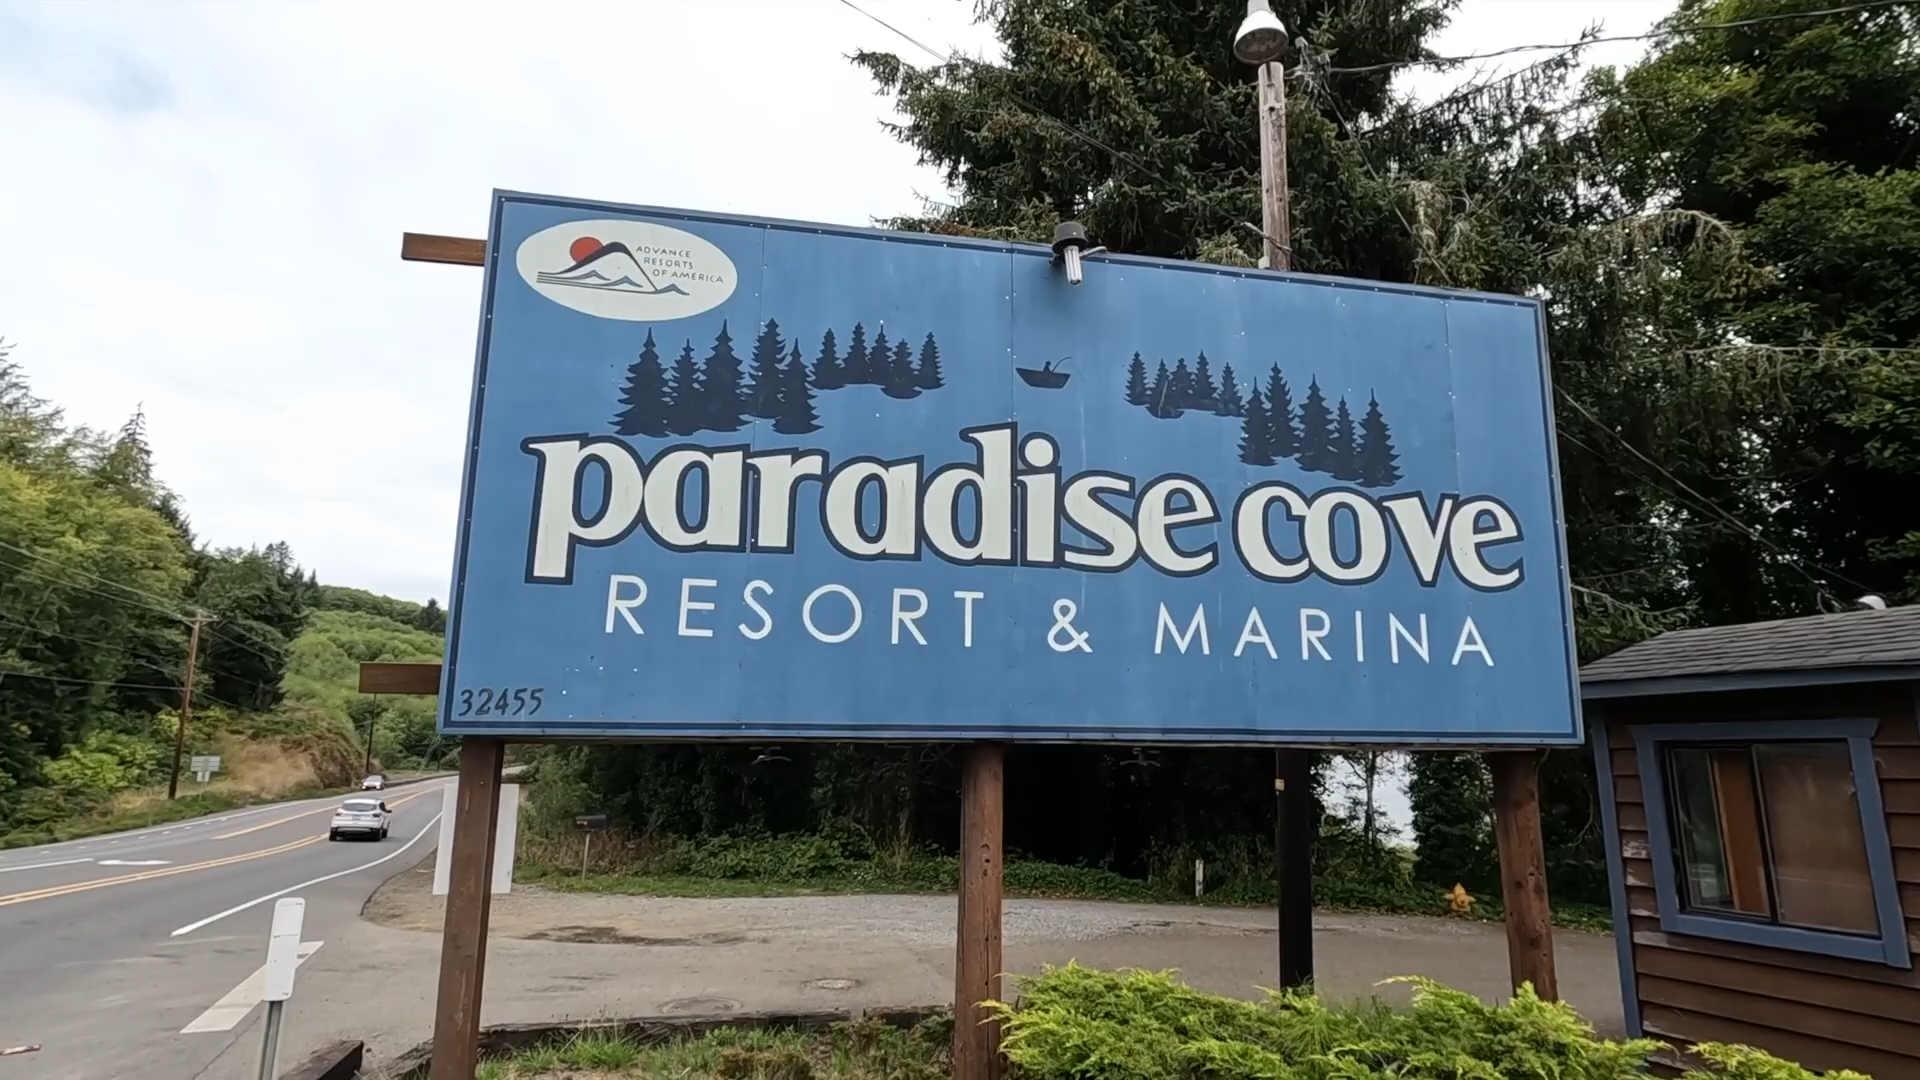 ADVANCE
RESORTS
OF AMERICA
paradise cove
RESORT & MARINA
32455